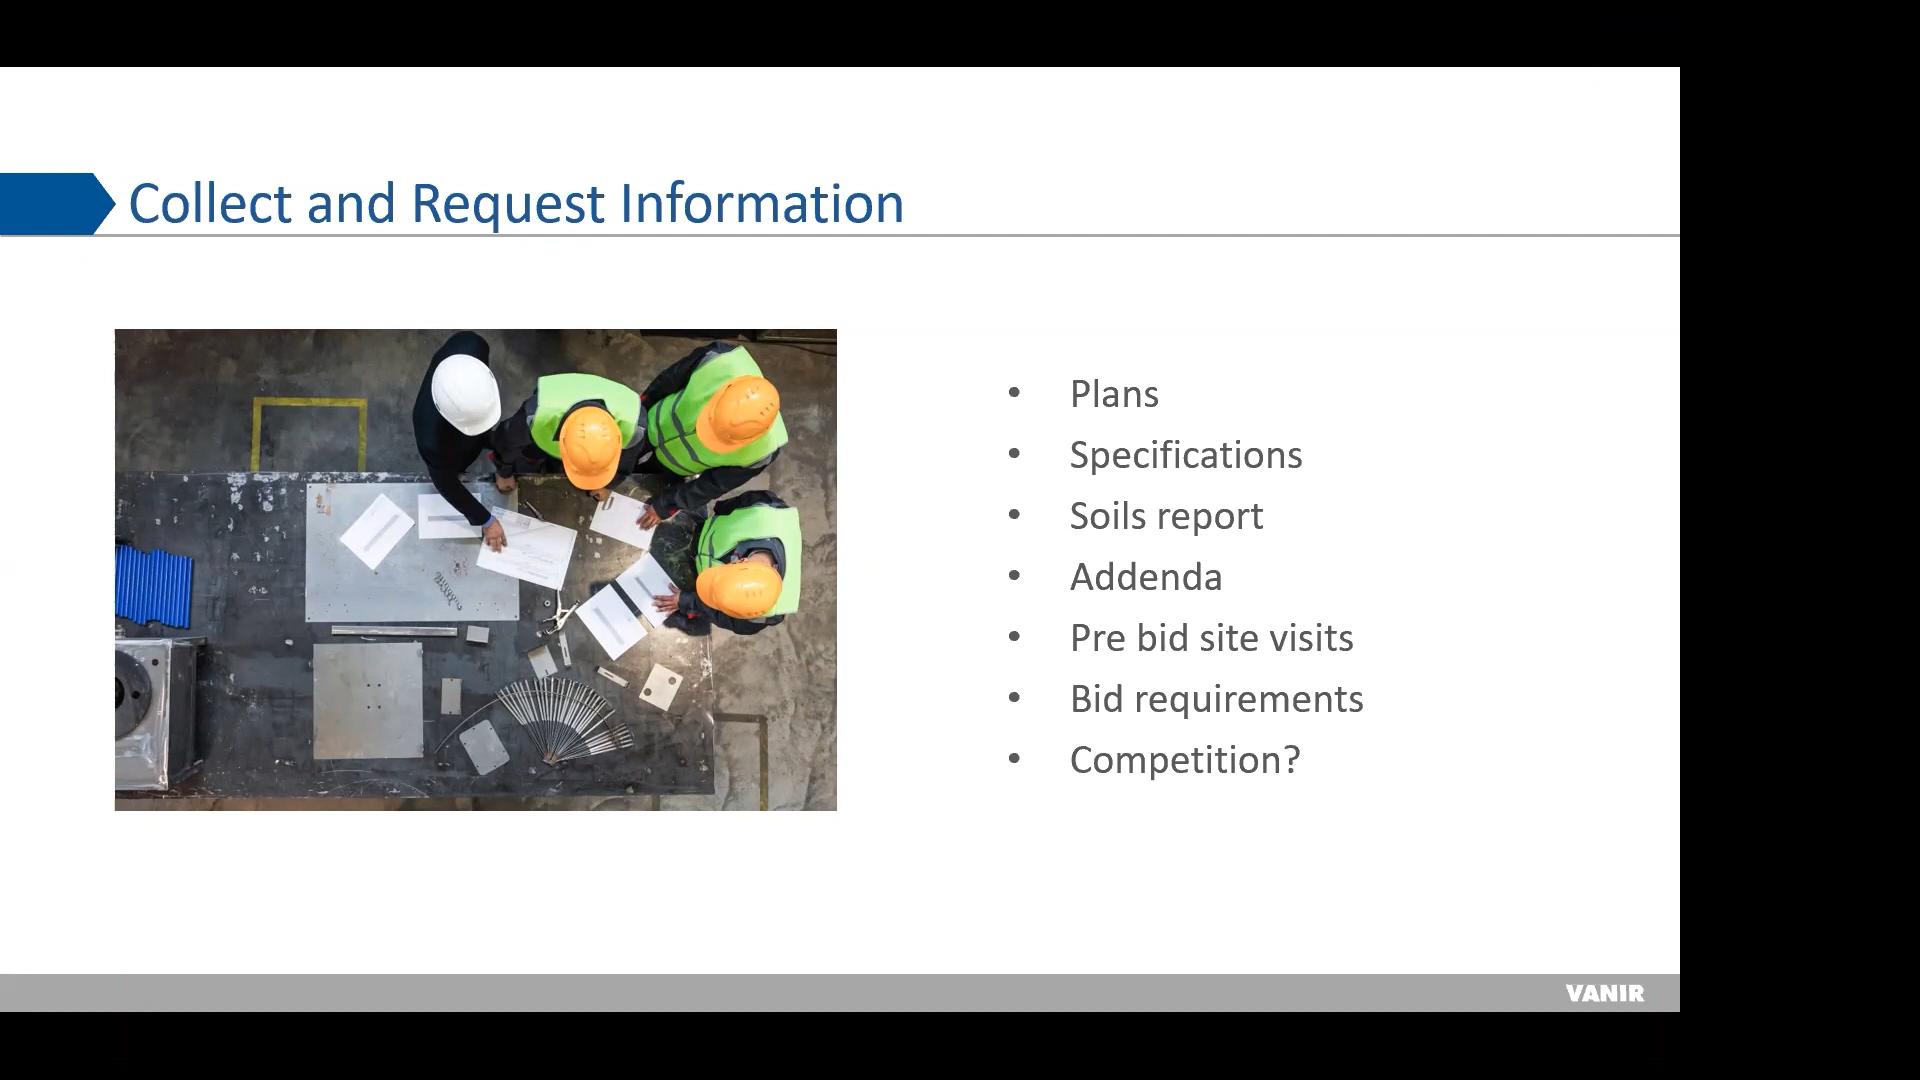 Collect and Request Information
• Plans
• Specifications
• Soils report
• Addenda
• Pre bid site visits
• Bid requirements
• Competition?
VANIR